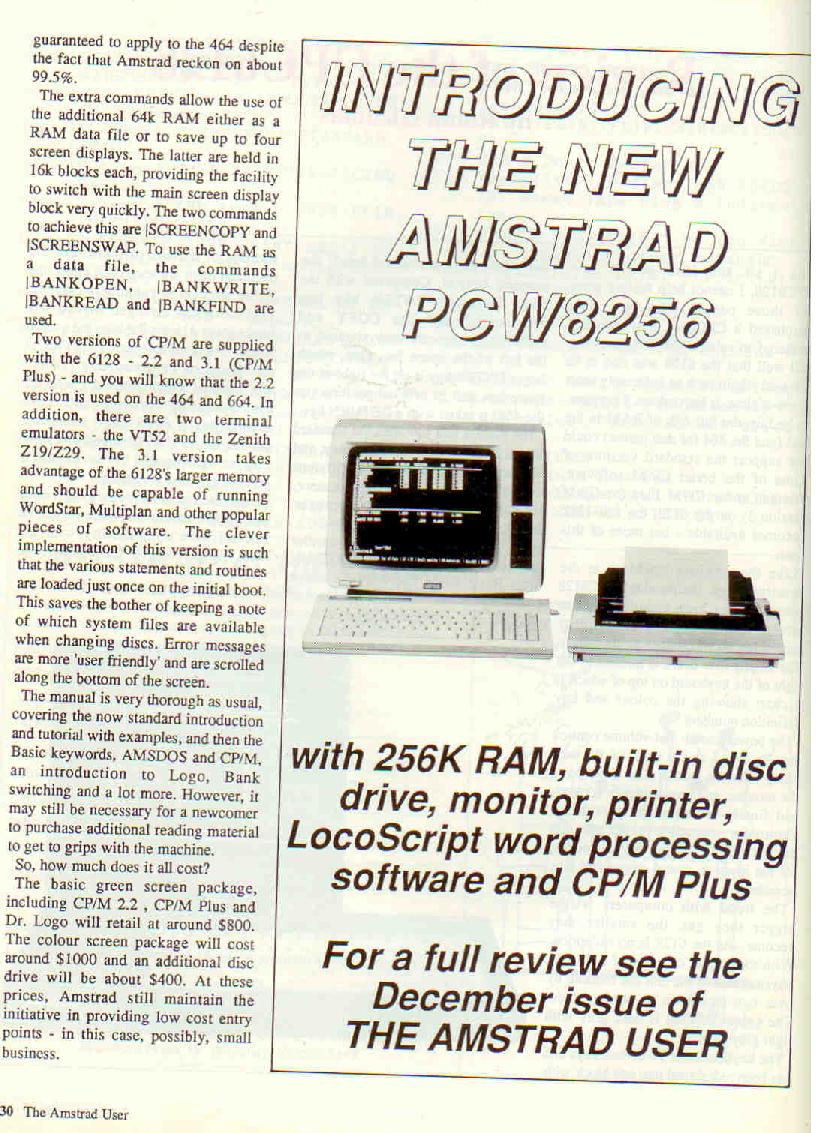 guaranteed to apply to the 464 despite
the fact that Amstrad reckon on about
99.5%.
The extra commands allow the use of
the additional 64k RAM either as a
RAM data file or to save up to four
screen displays. The latter are held in
16k blocks each, providing the facility
to switch with the main screen display
block very quickly. The two commands
to achieve this are |SCREENCOPY and
|SCREENSWAP. To use the RAM as
a data file, the commands
|BANKOPEN, |BANKWRITE,
|BANKREAD and |BANKFIND are
used.
Two versions of CP/M are supplied
with the 6128 - 2.2 and 3.1 (CP/M
Plus) - and you will know that the 2.2
version is used on the 464 and 664. In
addition, there are two terminal
emulators - the VT52 and the Zenith
Z19/Z29. The 3.1 version takes
advantage of the 6128's larger memory
and should be capable of running
WordStar, Multiplan and other popular
pieces of software. The clever
implementation of this version is such
that the various statements and routines
are loaded just once on the initial boot.
This saves the bother of keeping a note
of which system files are available
when changing discs. Error messages
are more 'user friendly' and are scrolled
along the bottom of the screen.
The manual is very thorough as usual,
covering the now standard introduction
and tutorial with examples, and then the
Basic keywords, AMSDOS and CP/M,
an introduction to Logo, Bank
switching and a lot more. However, it
may still be necessary for a newcomer
to purchase additional reading material
to get to grips with the machine.
So, how much does it all cost?
The basic green screen package,
including CP/M 2.2 , CP/M Plus and
Dr. Logo will retail at around $800.
The colour screen package will cost
around $1000 and an additional disc
drive will be about $400. At these
prices, Amstrad still maintain the
initiative in providing low cost entry
points - in this case, possibly, small
business.
30 The Amstrad User
INTRODUCING
THE NEW
AMSTRAD
PCW8256
with 256K RAM, built-in disc
drive, monitor, printer,
LocoScript word processing
software and CP/M Plus
For a full review see the
December issue of
THE AMSTRAD USER